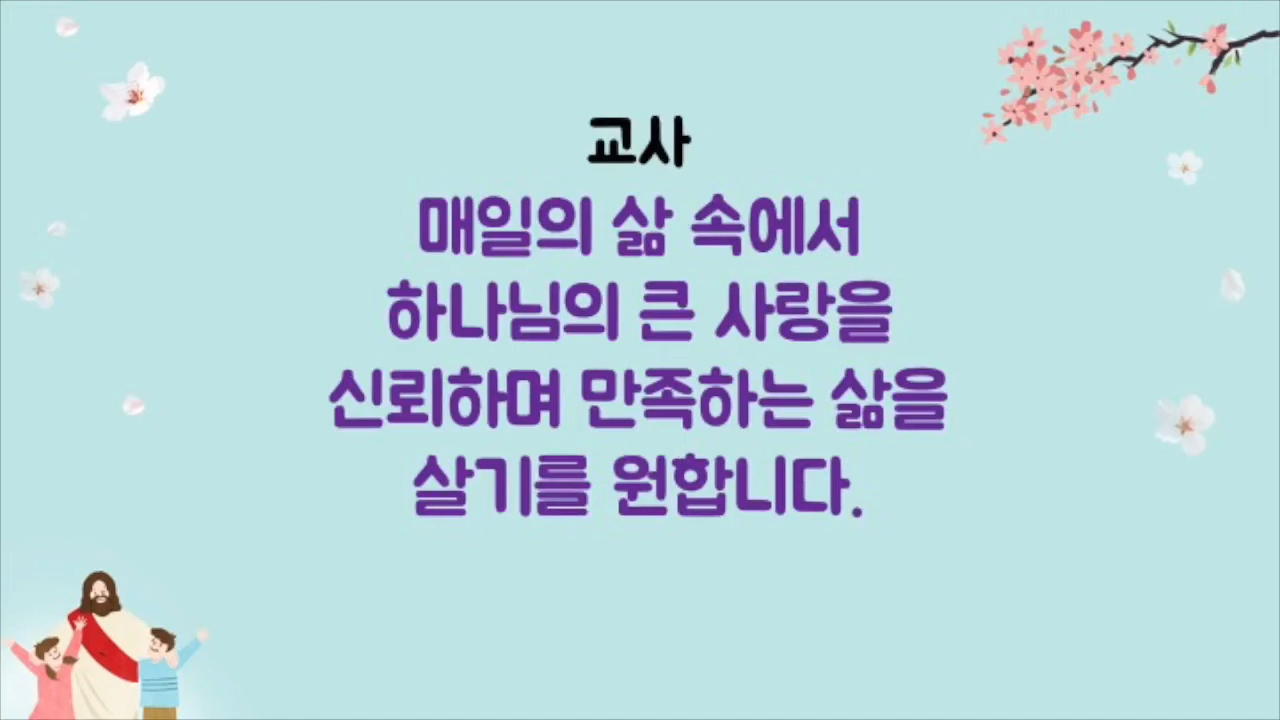 교사
매일의 삶 속에서
하나님의 큰 사랑을
신뢰하며 만족하는 삶을
살기를 원합니다.